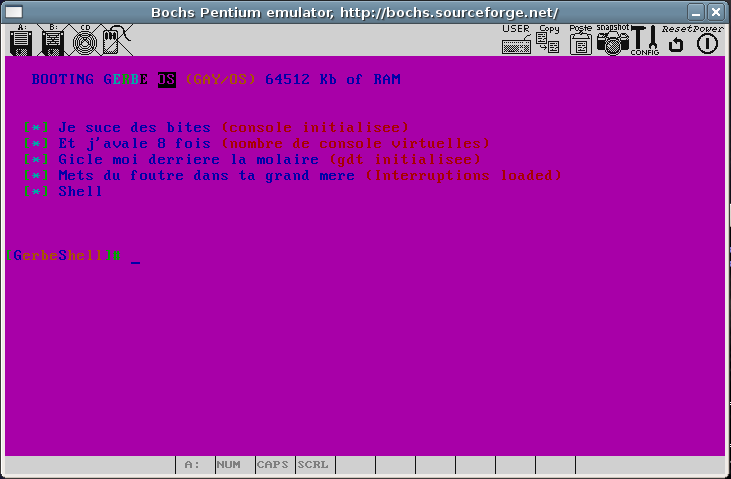 Bochs Pentium emulator, http://bochs.sourceforge.net/
A: B: CD USER Copy Paste snapshot CONFIG Reset Power
BOOTING GERBE OS (GAY/OS) 64512 Kb of RAM
[*] Je suce des bites (console initialisee)
[*] Et j'avale 8 fois (nombre de console virtuelles)
[*] Gicle moi derriere la molaire (gdt initialisee)
[*] Mets du foutre dans ta grand mere (Interruptions loaded)
[*] Shell
[GerbeShell]# _
A: NUM CAPS SCRL